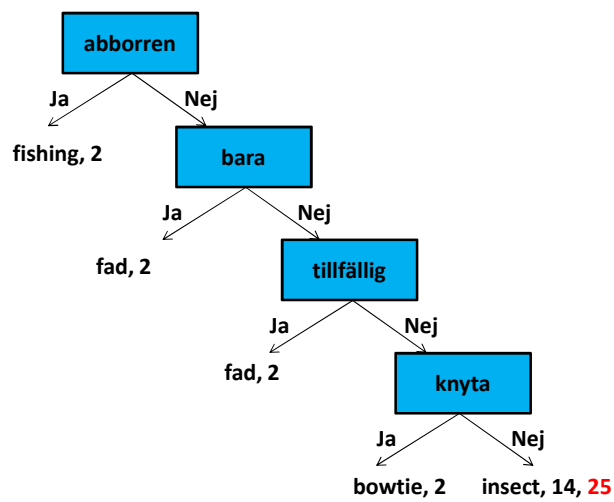 abborren
Ja
Nej
fishing, 2
bara
Ja
Nej
fad, 2
tillfällig
Ja
Nej
fad, 2
knyta
Ja
Nej
bowtie, 2
insect, 14, 25